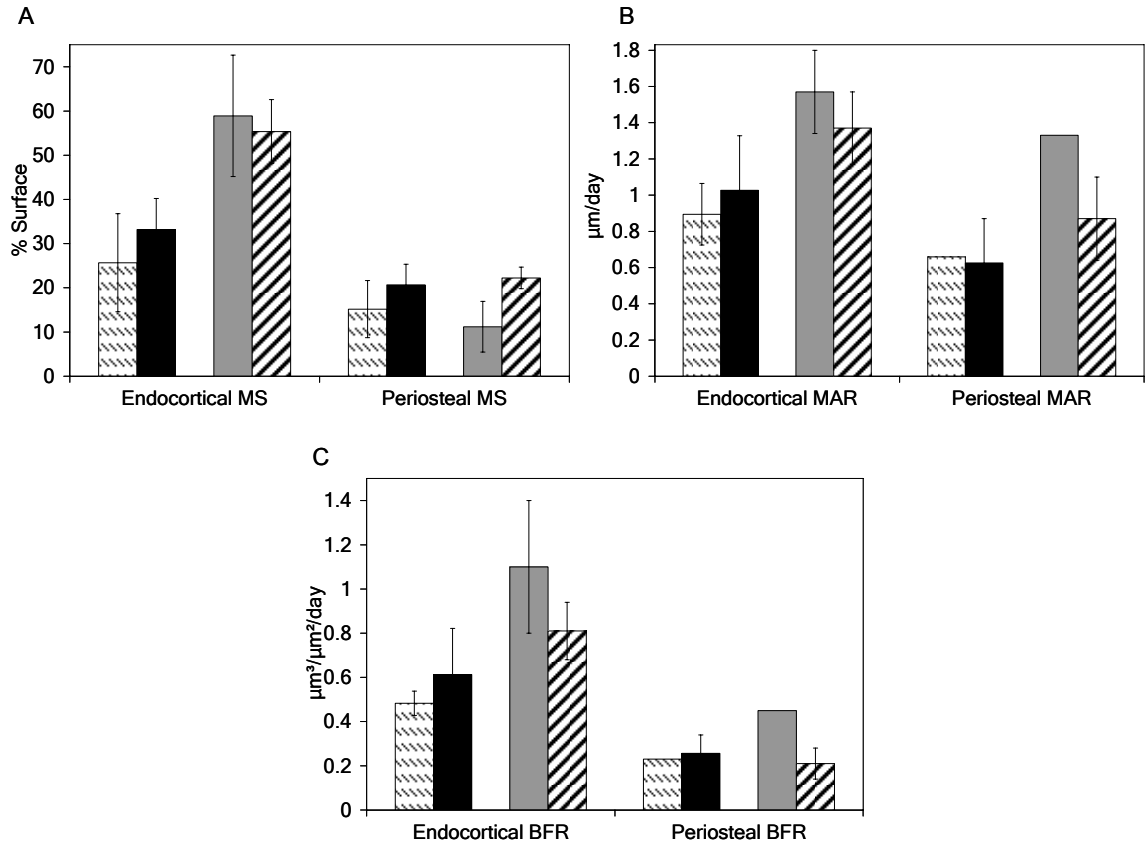 A
% Surface
70
60
50
40
30
20
10
0
Endocortical MS
Periosteal MS
B
µm/day
1.8
1.6
1.4
1.2
1
0.8
0.6
0.4
0.2
0
Endocortical MAR
Periosteal MAR
C
µm³/µm²/day
1.4
1.2
1
0.8
0.6
0.4
0.2
0
Endocortical BFR
Periosteal BFR